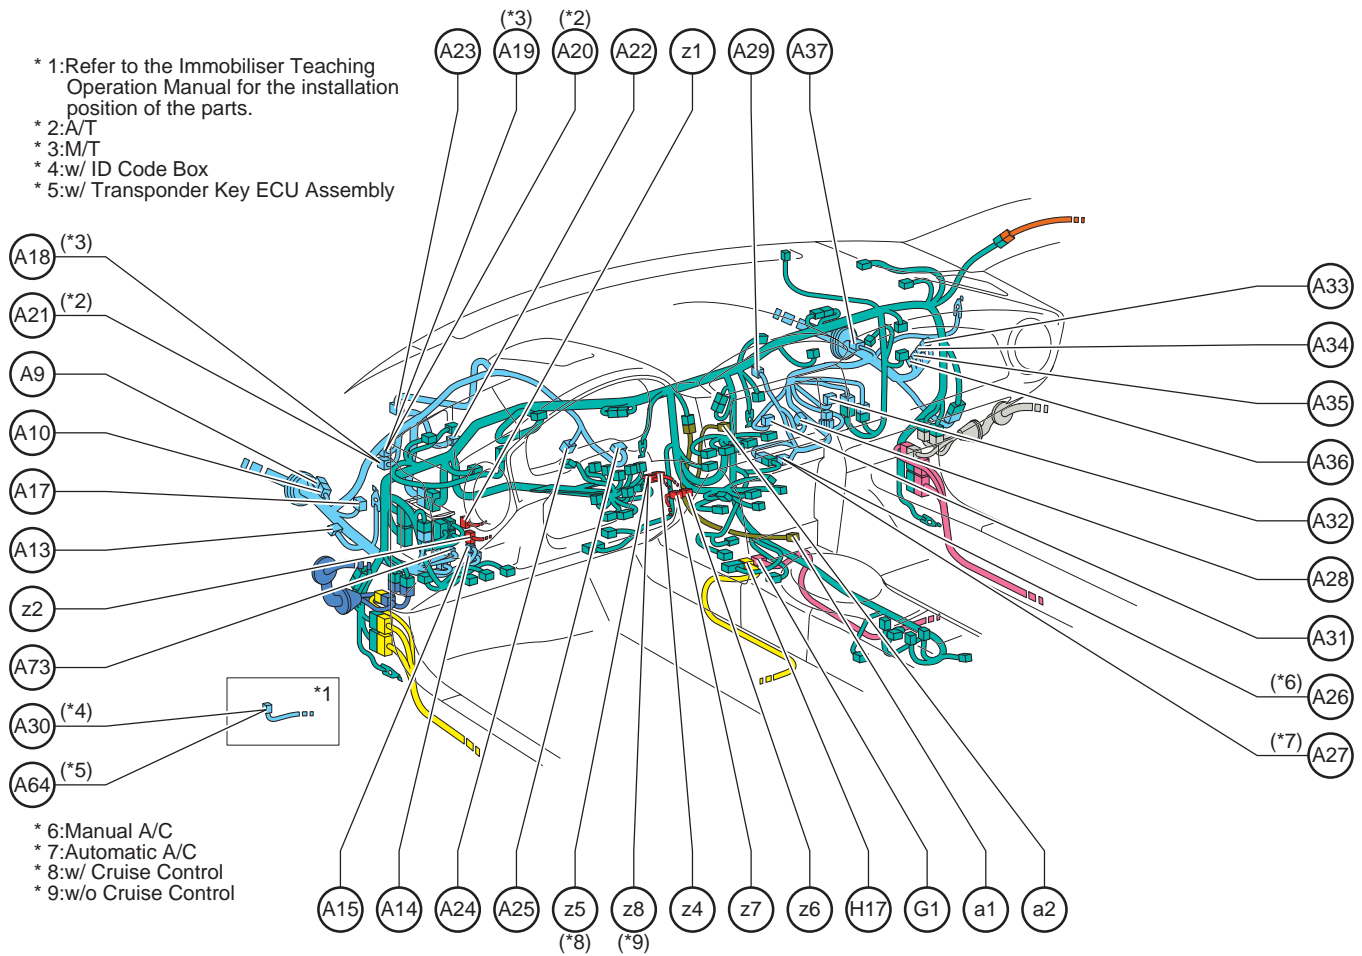 (*3) (*2)
A23 A19 A20 A22 z1 A29 A37
* 1:Refer to the Immobiliser Teaching
Operation Manual for the installation
position of the parts.
* 2:A/T
* 3:M/T
* 4:w/ ID Code Box
* 5:w/ Transponder Key ECU Assembly
A18 (*3)
A21 (*2)
A9
A10
A17
A13
z2
A73
A30 (*4)
A64 (*5)
*1
A33
A34
A35
A36
A32
A28
A31
(*6) A26
(*7) A27
* 6:Manual A/C
* 7:Automatic A/C
* 8:w/ Cruise Control
* 9:w/o Cruise Control
A15 A14 A24 A25 z5 z8 z4 z7 z6 H17 G1 a1 a2
(*8) (*9)